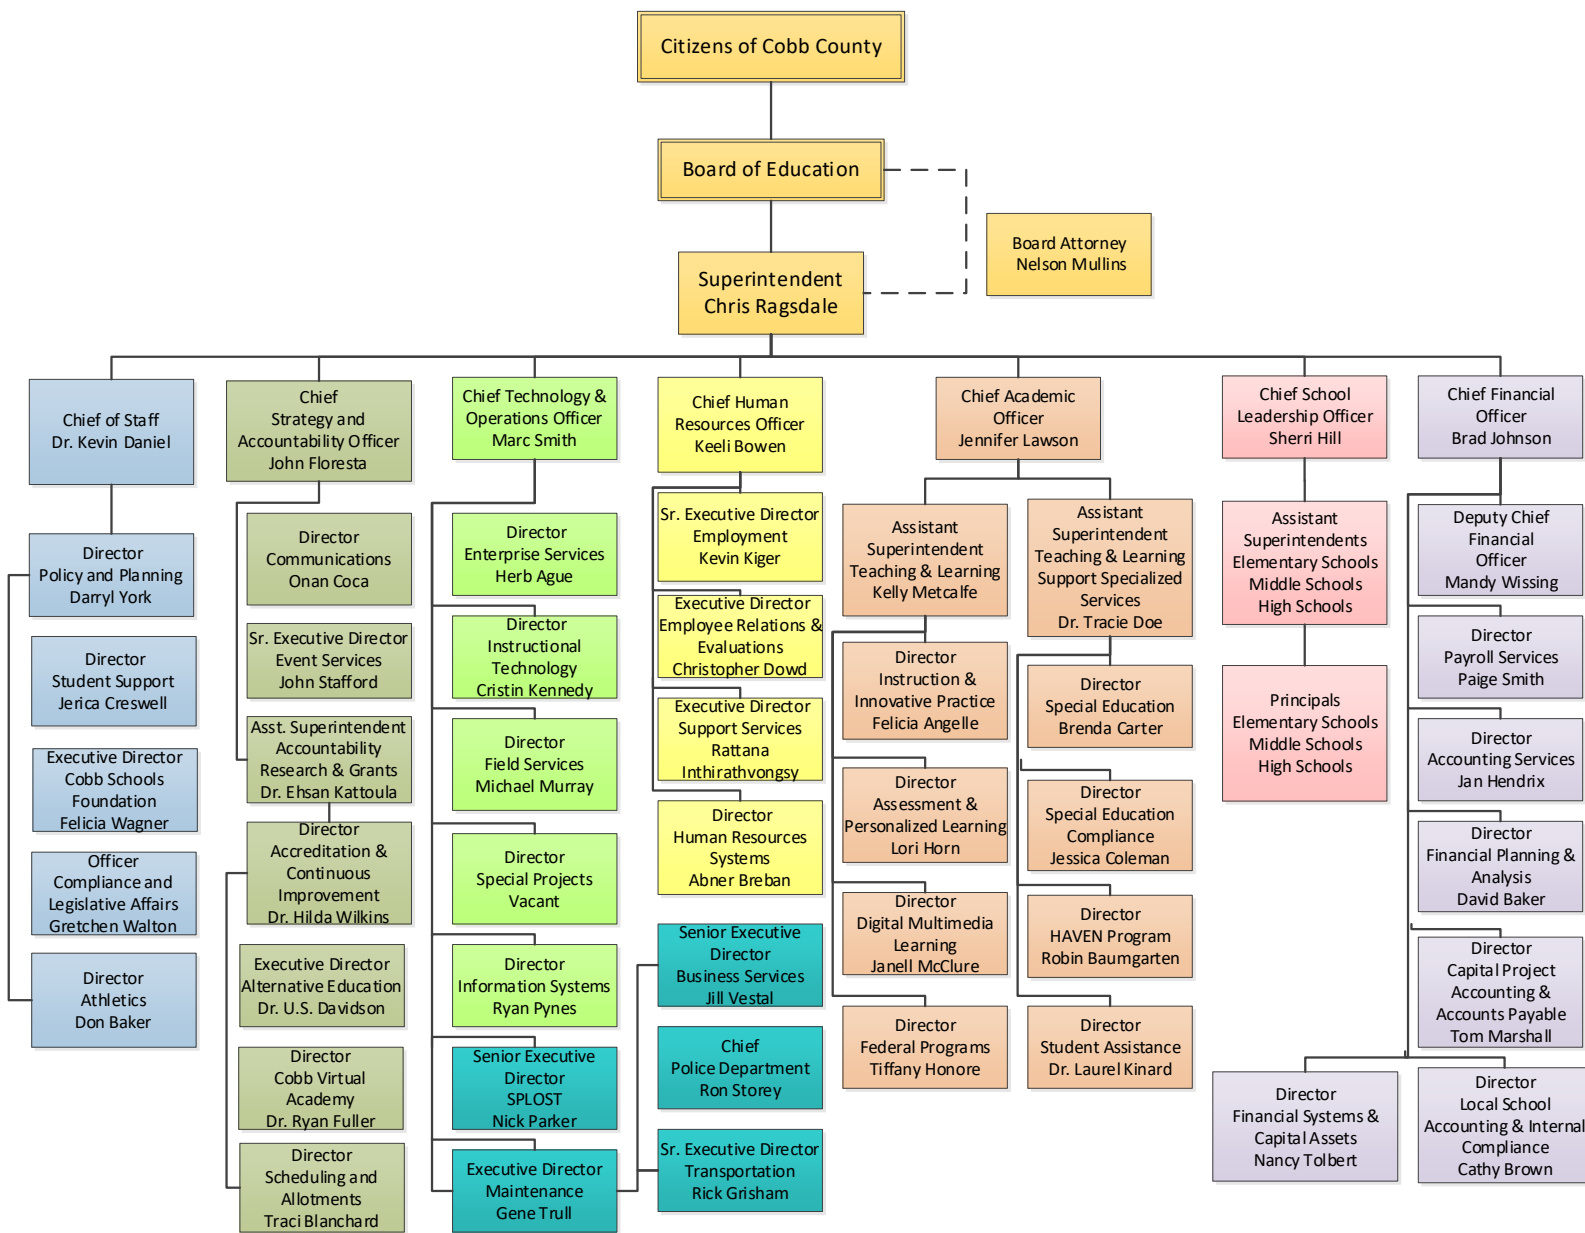 Citizens of Cobb County
Board of Education
Board Attorney
Nelson Mullins
Superintendent
Chris Ragsdale
Chief of Staff
Dr. Kevin Daniel
Director
Policy and Planning
Darryl York
Director
Student Support
Jerica Creswell
Executive Director
Cobb Schools
Foundation
Felicia Wagner
Officer
Compliance and
Legislative Affairs
Gretchen Walton
Director
Athletics
Don Baker
Chief
Strategy and
Accountability Officer
John Floresta
Director
Communications
Onan Coca
Sr. Executive Director
Event Services
John Stafford
Asst. Superintendent
Accountability
Research & Grants
Dr. Ehsan Kattoula
Director
Accreditation &
Continuous
Improvement
Dr. Hilda Wilkins
Executive Director
Alternative Education
Dr. U.S. Davidson
Director
Cobb Virtual
Academy
Dr. Ryan Fuller
Director
Scheduling and
Allotments
Traci Blanchard
Chief Technology &
Operations Officer
Marc Smith
Director
Enterprise Services
Herb Ague
Director
Instructional
Technology
Cristin Kennedy
Director
Field Services
Michael Murray
Director
Special Projects
Vacant
Director
Information Systems
Ryan Pynes
Senior Executive
Director
SPLOST
Nick Parker
Executive Director
Maintenance
Gene Trull
Chief Human
Resources Officer
Keeli Bowen
Sr. Executive Director
Employment
Kevin Kiger
Executive Director
Employee Relations &
Evaluations
Christopher Dowd
Executive Director
Support Services
Rattana
Inthirathvongsy
Director
Human Resources
Systems
Abner Breban
Senior Executive
Director
Business Services
Jill Vestal
Chief
Police Department
Ron Storey
Sr. Executive Director
Transportation
Rick Grisham
Chief Academic
Officer
Jennifer Lawson
Assistant
Superintendent
Teaching & Learning
Kelly Metcalfe
Director
Instruction &
Innovative Practice
Felicia Angelle
Director
Assessment &
Personalized Learning
Lori Horn
Director
Digital Multimedia
Learning
Janell McClure
Director
Federal Programs
Tiffany Honore
Assistant
Superintendent
Teaching & Learning
Support Specialized
Services
Dr. Tracie Doe
Director
Special Education
Brenda Carter
Director
Special Education
Compliance
Jessica Coleman
Director
HAVEN Program
Robin Baumgarten
Director
Student Assistance
Dr. Laurel Kinard
Chief School
Leadership Officer
Sherri Hill
Assistant
Superintendents
Elementary Schools
Middle Schools
High Schools
Principals
Elementary Schools
Middle Schools
High Schools
Chief Financial
Officer
Brad Johnson
Deputy Chief
Financial
Officer
Mandy Wissing
Director
Payroll Services
Paige Smith
Director
Accounting Services
Jan Hendrix
Director
Financial Planning &
Analysis
David Baker
Director
Capital Project
Accounting &
Accounts Payable
Tom Marshall
Director
Financial Systems &
Capital Assets
Nancy Tolbert
Director
Local School
Accounting & Internal
Compliance
Cathy Brown